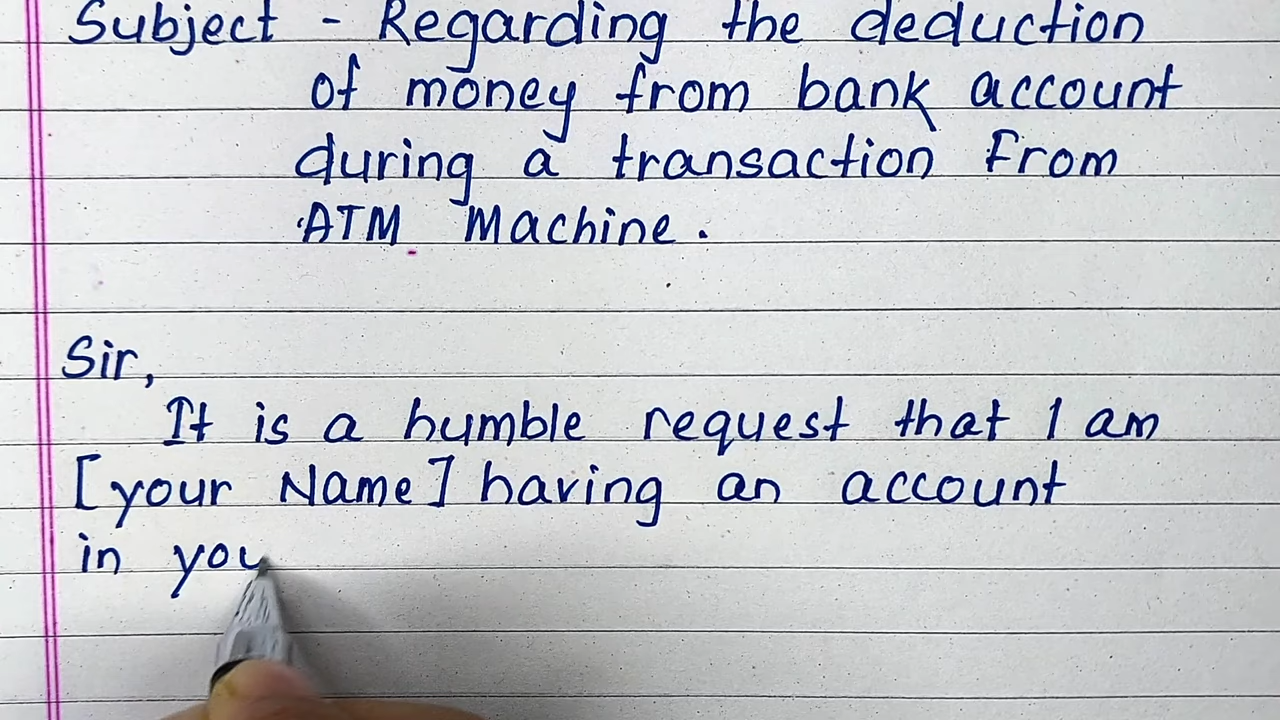 Subject - Regarding the deduction
of money from bank account
during a transaction From
ATM Machine.
Sir,
It is a humble request that I am
[your Name] having an account
in you